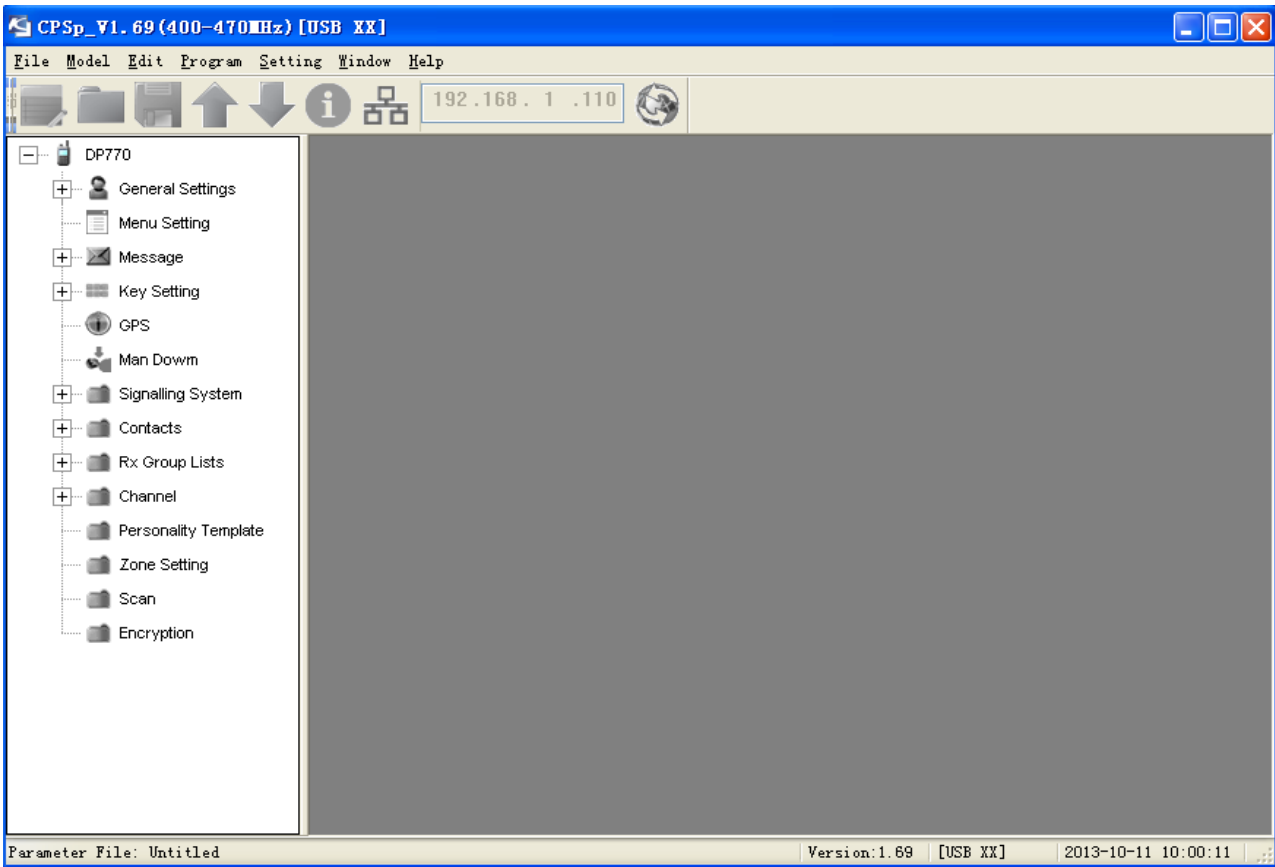 CPSp_V1.69(400-470MHz)[USB XX]
File Model Edit Program Setting Window Help
192.168. 1 .110
DP770
General Settings
Menu Setting
Message
Key Setting
GPS
Man Dowm
Signalling System
Contacts
Rx Group Lists
Channel
Personality Template
Zone Setting
Scan
Encryption
Parameter File: Untitled Version:1.69 [USB XX] 2013-10-11 10:00:11